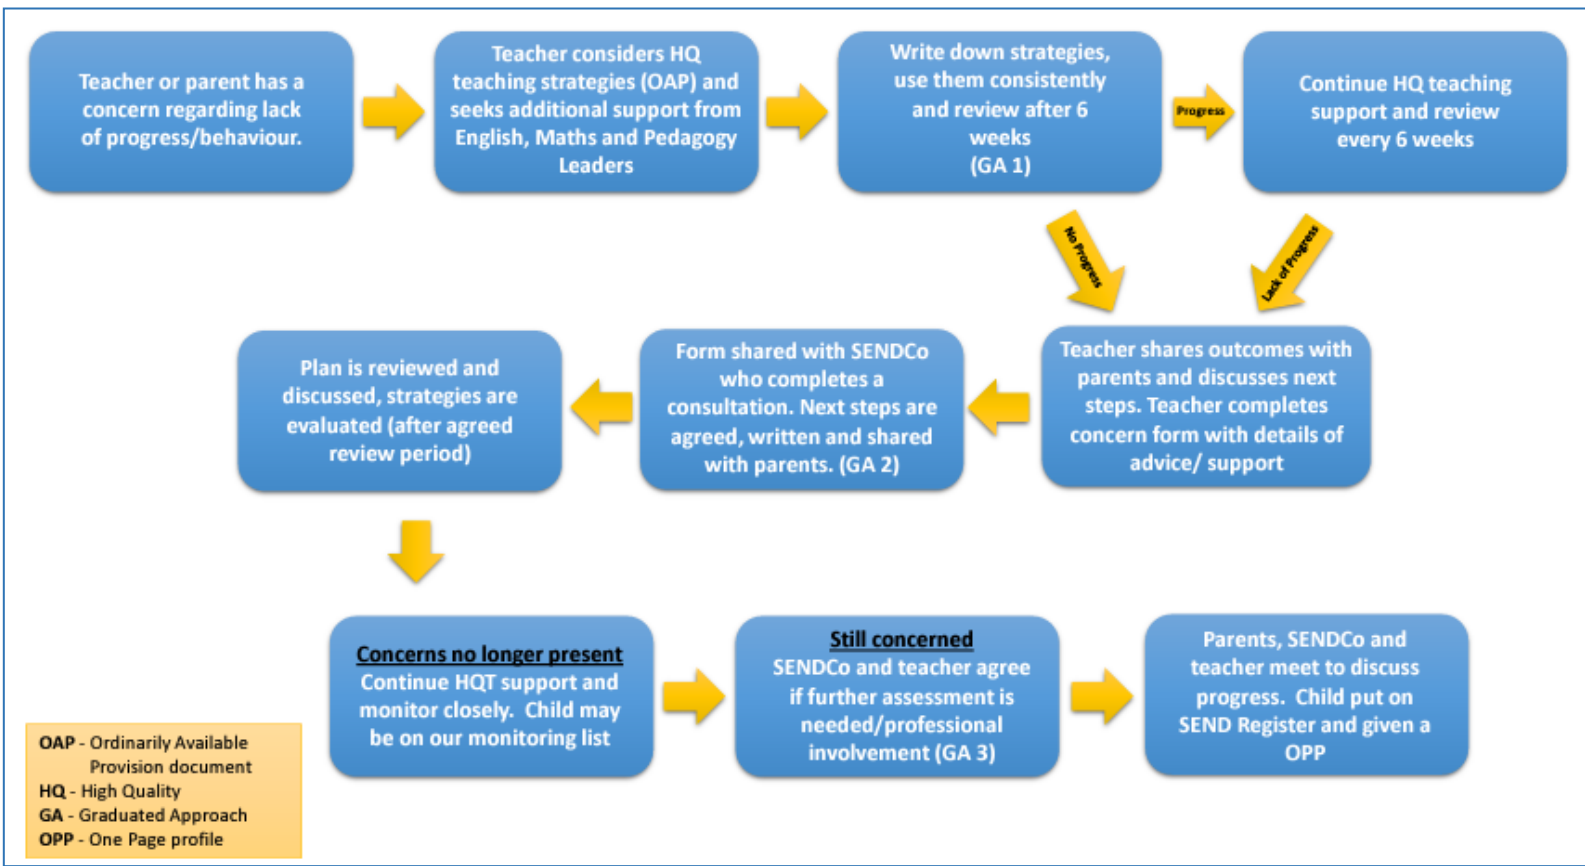 Teacher or parent has a
concern regarding lack
of progress/behaviour.
Teacher considers HQ
teaching strategies (OAP) and
seeks additional support from
English, Maths and Pedagogy
Leaders
Write down strategies,
use them consistently
and review after 6
weeks
(GA 1)
Progress
Continue HQ teaching
support and review
every 6 weeks
No Progress
Lack of Progress
Teacher shares outcomes with
parents and discusses next
steps. Teacher completes
concern form with details of
advice/ support
Form shared with SENDCo
who completes a
consultation. Next steps are
agreed, written and shared
with parents. (GA 2)
Plan is reviewed and
discussed, strategies are
evaluated (after agreed
review period)
Concerns no longer present
Continue HQT support and
monitor closely. Child may
be on our monitoring list
Still concerned
SENDCo and teacher agree
if further assessment is
needed/professional
involvement (GA 3)
Parents, SENDCo and
teacher meet to discuss
progress. Child put on
SEND Register and given a
OPP
OAP - Ordinarily Available
Provision document
HQ - High Quality
GA - Graduated Approach
OPP - One Page profile